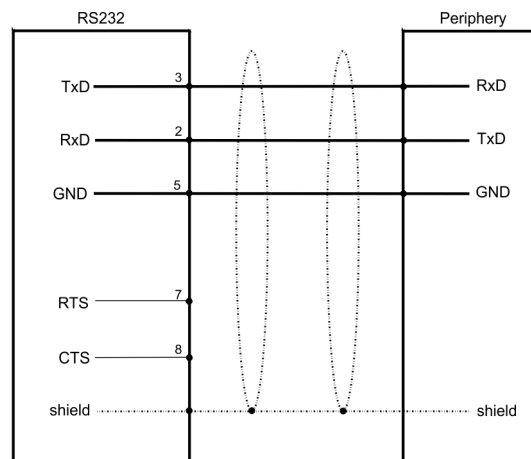 RS232 Periphery
TxD 3 RxD
RxD 2 TxD
GND 5 GND
RTS 7
CTS 8
shield shield